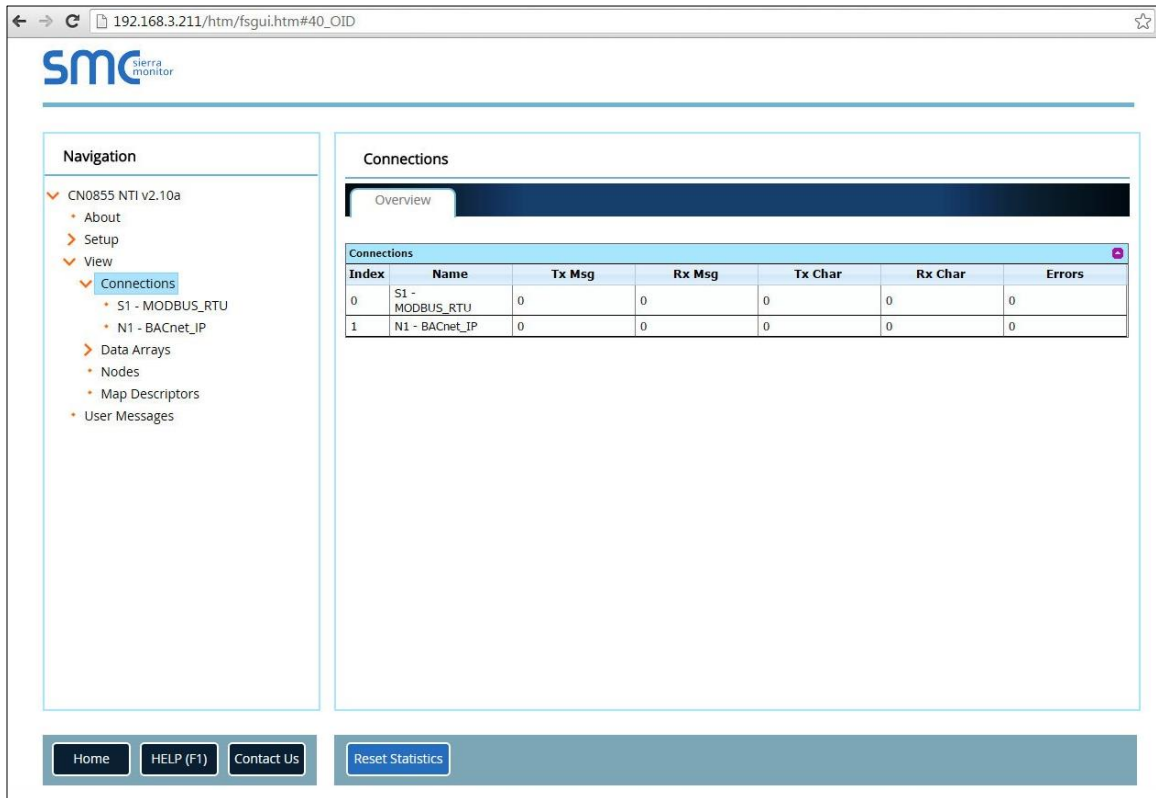 192.168.3.211/htm/fsgui.htm#40_OID
smc sierra
monitor
Navigation
CN0855 NTI v2.10a
About
Setup
View
Connections
S1 - MODBUS_RTU
N1 - BACnet_IP
Data Arrays
Nodes
Map Descriptors
User Messages
Connections
Overview
Connections
Index Name Tx Msg Rx Msg Tx Char Rx Char Errors
0 S1 - MODBUS_RTU 0 0 0 0 0
1 N1 - BACnet_IP 0 0 0 0 0
Home HELP (F1) Contact Us Reset Statistics